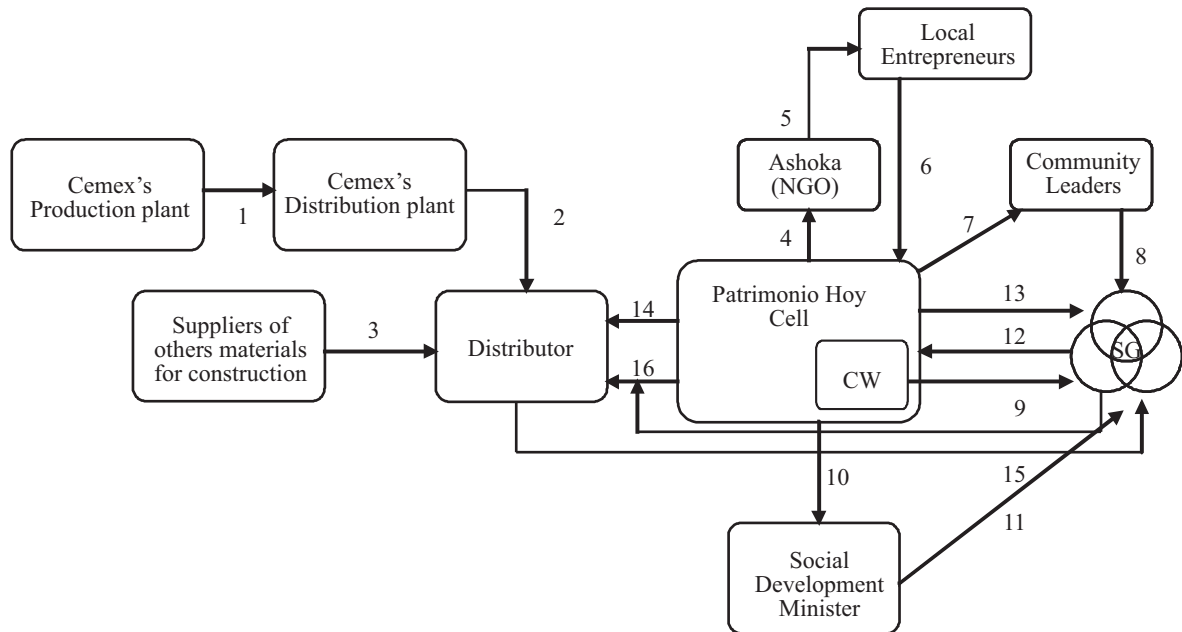 Local
Entrepreneurs
5
6
Cemex's
Production plant
1
Cemex's
Distribution plant
2
Ashoka
(NGO)
4
7
Community
Leaders
8
Suppliers of
others materials
for construction
3
Distributor
14
16
Patrimonio Hoy
Cell
CW
13
12
9
SG
10
15
11
Social
Development
Minister